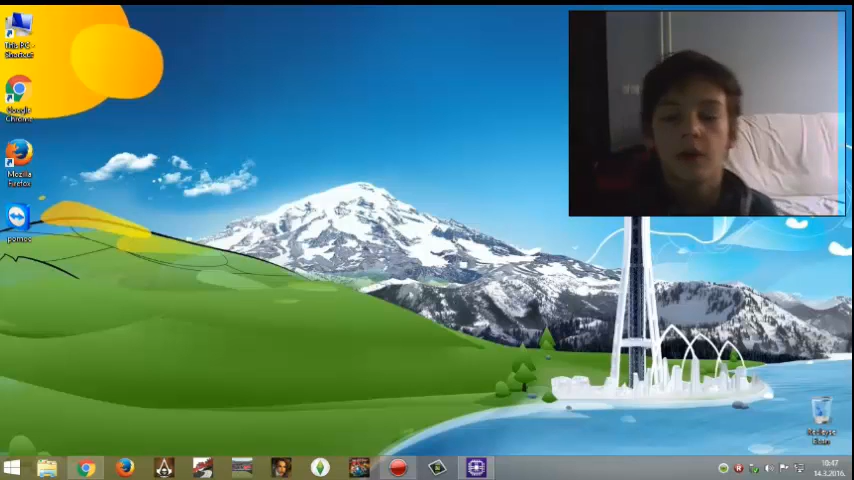 This PC -
Shortcut
Google
Chrome
Mozilla
Firefox
pomoc
10:47
14.3.2016.